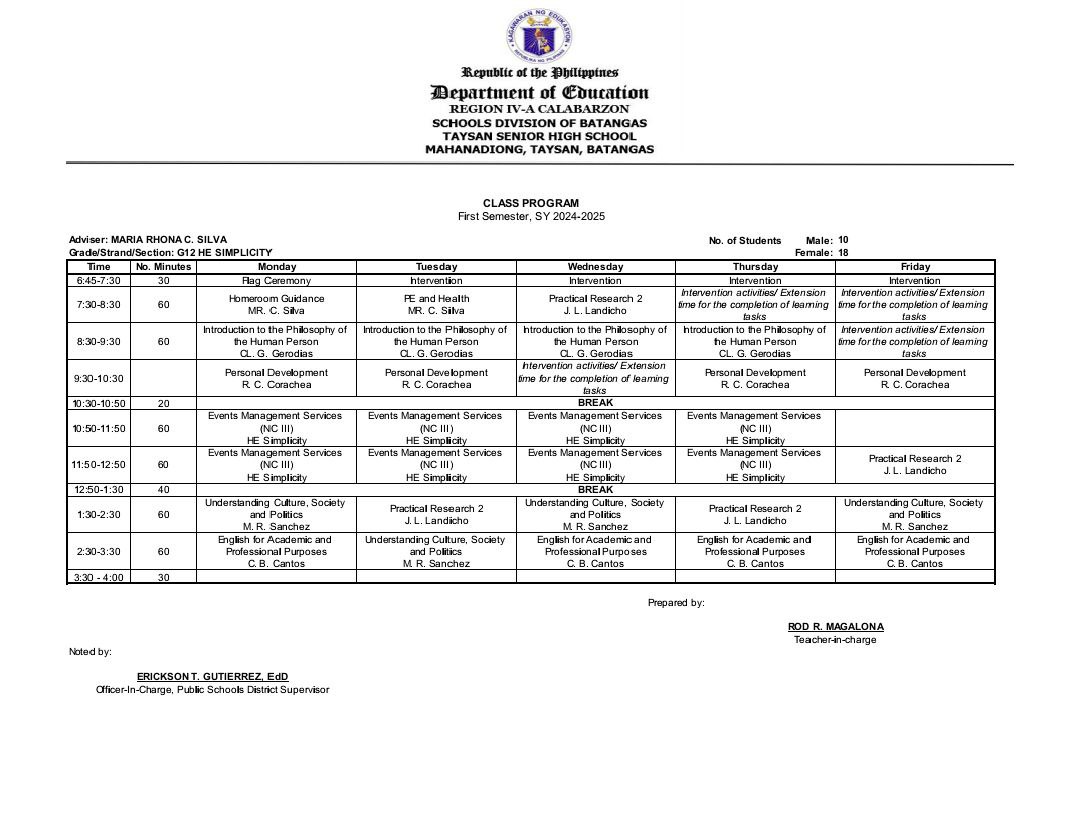 KAGAWARAN NG EDUKASYON
REPUBLIKA NG PILIPINAS
Republic of the Philippines
Department of Education
REGION IV-A CALABARZON
SCHOOLS DIVISION OF BATANGAS
TAYSAN SENIOR HIGH SCHOOL
MAHANADIONG, TAYSAN, BATANGAS
CLASS PROGRAM
First Semester, SY 2024-2025
Adviser: MARIA RHONA C. SILVA
No. of Students Male: 10
Grade/Strand/Section: G12 HE SIMPLICITY
Female: 18
Time No. Minutes Monday Tuesday Wednesday Thursday Friday
6:45-7:30 30 Flag Ceremony Intervention Intervention Intervention Intervention
7:30-8:30 60
Homeroom Guidance
MR. C. Silva
PE and Health
MR. C. Silva
Practical Research 2
J. L. Landicho
Intervention activities/ Extension
time for the completion of learning
tasks
Intervention activities/ Extension
time for the completion of learning
tasks
8:30-9:30 60
Introduction to the Philosophy of
the Human Person
CL. G. Gerodias
Introduction to the Philosophy of
the Human Person
CL. G. Gerodias
Introduction to the Philosophy of
the Human Person
CL. G. Gerodias
Introduction to the Philosophy of
the Human Person
CL. G. Gerodias
Intervention activities/ Extension
time for the completion of learning
tasks
9:30-10:30
Personal Development
R. C. Corachea
Personal Development
R. C. Corachea
Intervention activities/ Extension
time for the completion of learning
tasks
Personal Development
R. C. Corachea
Personal Development
R. C. Corachea
10:30-10:50 20 BREAK
10:50-11:50 60
Events Management Services
(NC III)
HE Simplicity
Events Management Services
(NC III)
HE Simplicity
Events Management Services
(NC III)
HE Simplicity
Events Management Services
(NC III)
HE Simplicity
11:50-12:50 60
Events Management Services
(NC III)
HE Simplicity
Events Management Services
(NC III)
HE Simplicity
Events Management Services
(NC III)
HE Simplicity
Events Management Services
(NC III)
HE Simplicity
Practical Research 2
J. L. Landicho
12:50-1:30 40 BREAK
1:30-2:30 60
Understanding Culture, Society
and Politics
M. R. Sanchez
Practical Research 2
J. L. Landicho
Understanding Culture, Society
and Politics
M. R. Sanchez
Practical Research 2
J. L. Landicho
Understanding Culture, Society
and Politics
M. R. Sanchez
2:30-3:30 60
English for Academic and
Professional Purposes
C. B. Cantos
Understanding Culture, Society
and Politics
M. R. Sanchez
English for Academic and
Professional Purposes
C. B. Cantos
English for Academic and
Professional Purposes
C. B. Cantos
English for Academic and
Professional Purposes
C. B. Cantos
3:30 - 4:00 30
Prepared by:
ROD R. MAGALONA
Teacher-in-charge
Noted by:
ERICKSON T. GUTIERREZ, EdD
Officer-In-Charge, Public Schools District Supervisor